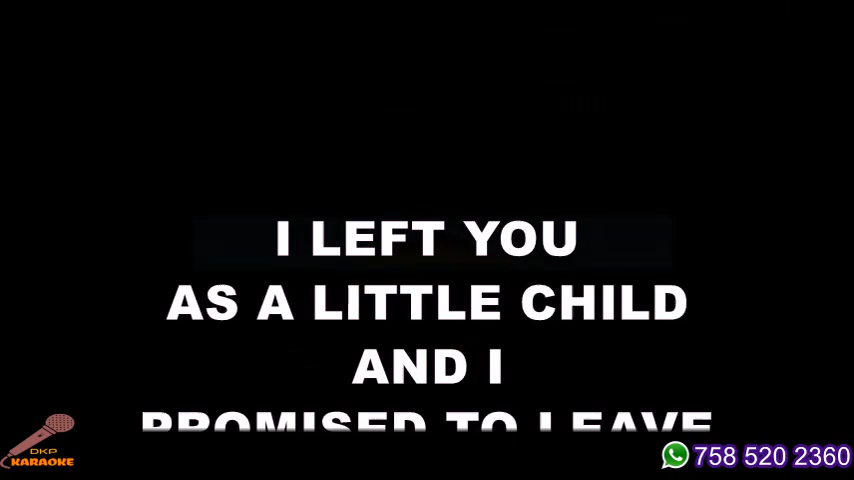 I LEFT YOU
AS A LITTLE CHILD
AND I
PROMISED TO LEAVE
DKP
KARAOKE
758 520 2360